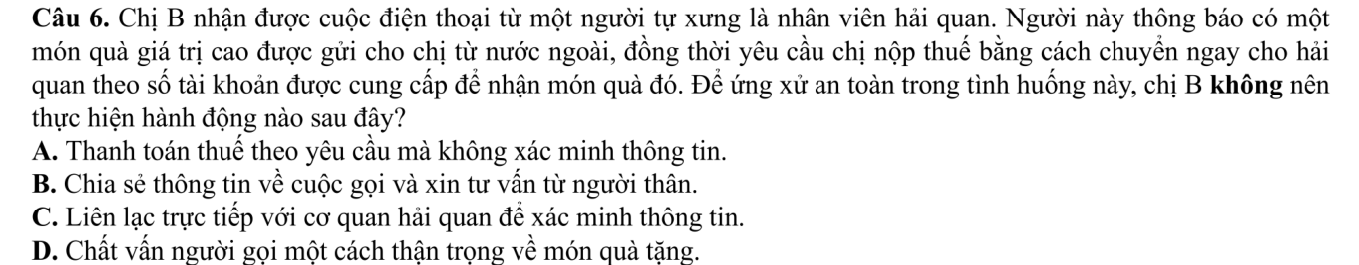 Câu 6. Chị B nhận được cuộc điện thoại từ một người tự xưng là nhân viên hải quan. Người này thông báo có một
món quà giá trị cao được gửi cho chị từ nước ngoài, đồng thời yêu cầu chị nộp thuế bằng cách chuyển ngay cho hải
quan theo số tài khoản được cung cấp để nhận món quà đó. Để ứng xử an toàn trong tình huống này, chị B không nên
thực hiện hành động nào sau đây?
A. Thanh toán thuế theo yêu cầu mà không xác minh thông tin.
B. Chia sẻ thông tin về cuộc gọi và xin tư vấn từ người thân.
C. Liên lạc trực tiếp với cơ quan hải quan để xác minh thông tin.
D. Chất vấn người gọi một cách thận trọng về món quà tặng.